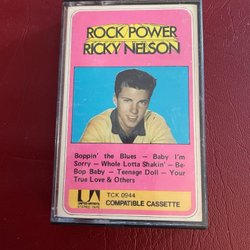 ROCK POWER
RICKY NELSON
Boppin' the Blues – Baby I'm
Sorry – Whole Lotta Shakin' – Be-
Bop Baby – Teenage Doll – Your
True Love & Others
UA
TCK 0944
COMPATIBLE CASSETTE